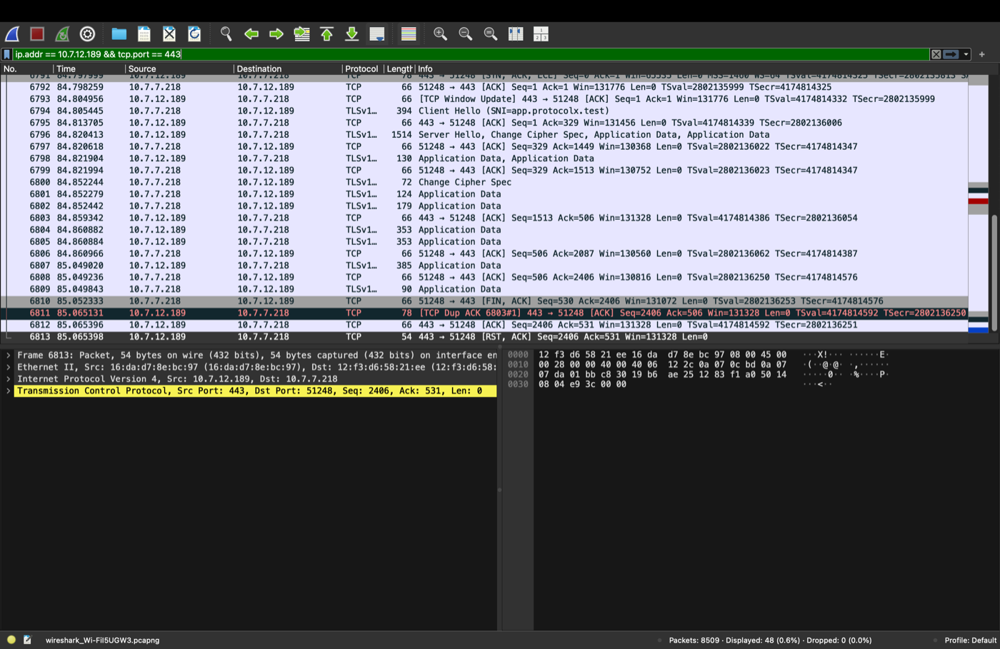 ip.addr == 10.7.12.189 && tcp.port == 443
No. Time Source Destination Protocol Length Info
6791 84.797999 10.7.12.189 10.7.7.218 TCP 78 443 → 51248 [SYN, ACK, ECE] Seq=0 Ack=1 Win=65535 Len=0 MSS=1460 WS=64 TSval=4174814325 TSecr=2802135813
6792 84.798259 10.7.7.218 10.7.12.189 TCP 66 51248 → 443 [ACK] Seq=1 Ack=1 Win=131776 Len=0 TSval=2802135999 TSecr=4174814325
6793 84.804956 10.7.12.189 10.7.7.218 TCP 66 [TCP Window Update] 443 → 51248 [ACK] Seq=1 Ack=1 Win=131776 Len=0 TSval=4174814332 TSecr=2802135999
6794 84.805445 10.7.7.218 10.7.12.189 TLSv1… 394 Client Hello (SNI=app.protocolx.test)
6795 84.813705 10.7.12.189 10.7.7.218 TCP 66 443 → 51248 [ACK] Seq=1 Ack=329 Win=131456 Len=0 TSval=4174814339 TSecr=2802136006
6796 84.820413 10.7.12.189 10.7.7.218 TLSv1… 1514 Server Hello, Change Cipher Spec, Application Data, Application Data
6797 84.820618 10.7.7.218 10.7.12.189 TCP 66 51248 → 443 [ACK] Seq=329 Ack=1449 Win=130368 Len=0 TSval=2802136022 TSecr=4174814347
6798 84.821904 10.7.12.189 10.7.7.218 TLSv1… 130 Application Data, Application Data
6799 84.821994 10.7.7.218 10.7.12.189 TCP 66 51248 → 443 [ACK] Seq=329 Ack=1513 Win=130752 Len=0 TSval=2802136023 TSecr=4174814347
6800 84.852244 10.7.7.218 10.7.12.189 TLSv1… 72 Change Cipher Spec
6801 84.852279 10.7.7.218 10.7.12.189 TLSv1… 124 Application Data
6802 84.852442 10.7.7.218 10.7.12.189 TLSv1… 179 Application Data
6803 84.859342 10.7.12.189 10.7.7.218 TCP 66 443 → 51248 [ACK] Seq=1513 Ack=506 Win=131328 Len=0 TSval=4174814386 TSecr=2802136054
6804 84.860882 10.7.12.189 10.7.7.218 TLSv1… 353 Application Data
6805 84.860884 10.7.12.189 10.7.7.218 TLSv1… 353 Application Data
6806 84.860966 10.7.7.218 10.7.12.189 TCP 66 51248 → 443 [ACK] Seq=506 Ack=2087 Win=130560 Len=0 TSval=2802136062 TSecr=4174814387
6807 85.049020 10.7.12.189 10.7.7.218 TLSv1… 385 Application Data
6808 85.049236 10.7.7.218 10.7.12.189 TCP 66 51248 → 443 [ACK] Seq=506 Ack=2406 Win=130816 Len=0 TSval=2802136250 TSecr=4174814576
6809 85.049843 10.7.7.218 10.7.12.189 TLSv1… 90 Application Data
6810 85.052333 10.7.7.218 10.7.12.189 TCP 66 51248 → 443 [FIN, ACK] Seq=530 Ack=2406 Win=131072 Len=0 TSval=2802136253 TSecr=4174814576
6811 85.065131 10.7.12.189 10.7.7.218 TCP 78 [TCP Dup ACK 6803#1] 443 → 51248 [ACK] Seq=2406 Ack=506 Win=131328 Len=0 TSval=4174814592 TSecr=2802136250
6812 85.065396 10.7.12.189 10.7.7.218 TCP 66 443 → 51248 [ACK] Seq=2406 Ack=531 Win=131328 Len=0 TSval=4174814592 TSecr=2802136251
6813 85.065398 10.7.12.189 10.7.7.218 TCP 54 443 → 51248 [RST, ACK] Seq=2406 Ack=531 Win=131328 Len=0
Frame 6813: Packet, 54 bytes on wire (432 bits), 54 bytes captured (432 bits) on interface en
Ethernet II, Src: 16:da:d7:8e:bc:97 (16:da:d7:8e:bc:97), Dst: 12:f3:d6:58:21:ee (12:f3:d6:58:
Internet Protocol Version 4, Src: 10.7.12.189, Dst: 10.7.7.218
Transmission Control Protocol, Src Port: 443, Dst Port: 51248, Seq: 2406, Ack: 531, Len: 0
0000 12 f3 d6 58 21 ee 16 da d7 8e bc 97 08 00 45 00 ···X!··· ······E·
0010 00 28 00 00 40 00 40 06 12 2c 0a 07 0c bd 0a 07 ·(··@·@· ·,······
0020 07 da 01 bb c8 30 19 b6 ae 25 12 83 f1 a0 50 14 ·····0·· ·%····P·
0030 08 04 e9 3c 00 00 ···<··
wireshark_Wi-FiI5UGW3.pcapng
Packets: 8509 · Displayed: 48 (0.6%) · Dropped: 0 (0.0%)
Profile: Default